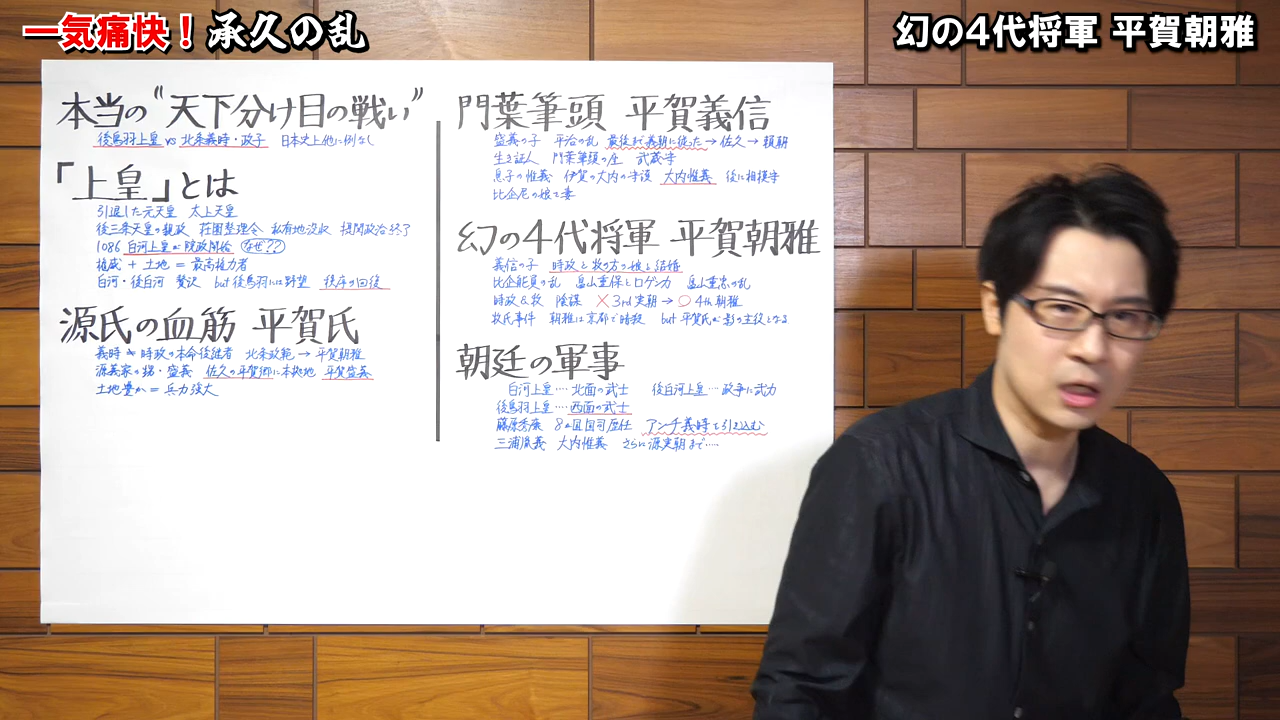 一気痛快！承久の乱
幻の4代将軍 平賀朝雅
本当の“天下分け目の戦い”
後鳥羽上皇 vs 北条義時・政子 日本史上他に例なし
「上皇」とは
引退した元天皇 太上天皇
後三条天皇の親政 荘園整理令 私有地没収 摂関政治終了
1086 白河上皇が院政開始 なぜ??
権威 + 土地 = 最高権力者
白河・後白河 贅沢 but 後鳥羽には野望 秩序の回復
源氏の血筋 平賀氏
義時 ≠ 時政の本命後継者 北条政範 → 平賀朝雅
源義家の甥・盛義 佐久の平賀郷に本拠地 平賀盛義
土地豊か = 兵力強大
門葉筆頭 平賀義信
盛義の子 平治の乱 最後まで義朝に従った → 佐久 → 頼朝
生き証人 門葉筆頭の座 武蔵守
息子の惟義 伊賀の大内の守護 大内惟義 後に相模守
比企尼の娘と妻
幻の4代将軍 平賀朝雅
義信の子 時政と牧の方の娘と結婚
比企能員の乱 畠山重保と口ゲンカ 畠山重忠の乱
時政&牧 陰謀 ×3rd 実朝 → ○4th 朝雅
牧氏事件 朝雅は京都で暗殺 but 平賀氏が影の主役となる
朝廷の軍事
白河上皇…北面の武士 後白河上皇…政争に武力
後鳥羽上皇…西面の武士
藤原秀康 8ヵ国国司歴任 アンチ義時を引き込む
三浦胤義 大内惟義 さらに源実朝まで…